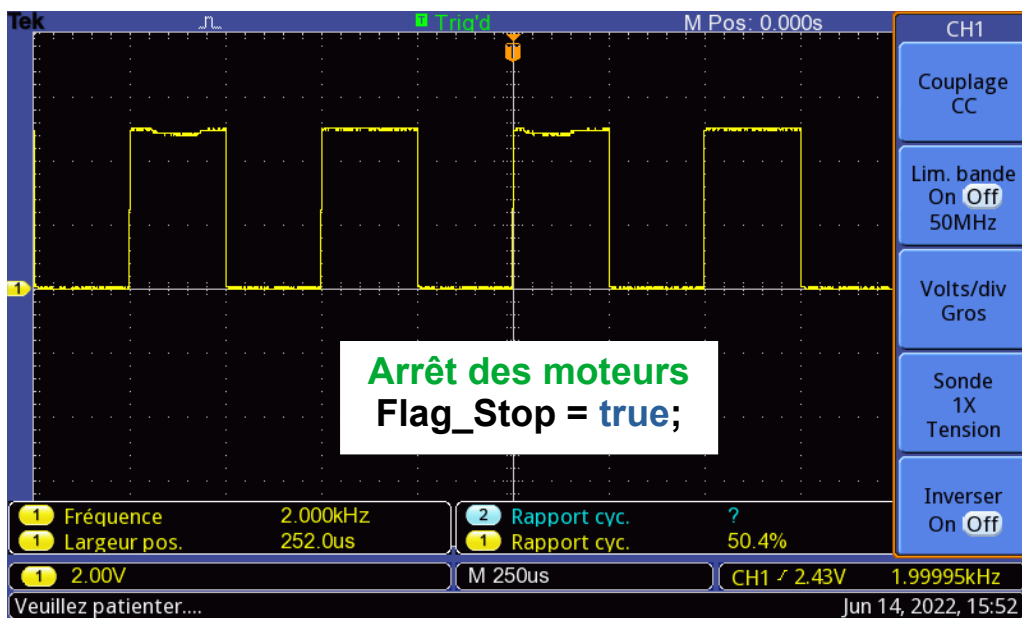 Tek T Trig'd M Pos: 0.000s CH1
T
Couplage
CC
Lim. bande
On Off
50MHz
1
Volts/div
Gros
Arrêt des moteurs
Flag_Stop = true;
Sonde
1X
Tension
Inverser
On Off
1 Fréquence 2.000kHz
1 Largeur pos. 252.0us
2 Rapport cyc. ?
1 Rapport cyc. 50.4%
1 2.00V M 250us CH1 2.43V 1.99995kHz
Veuillez patienter.... Jun 14, 2022, 15:52